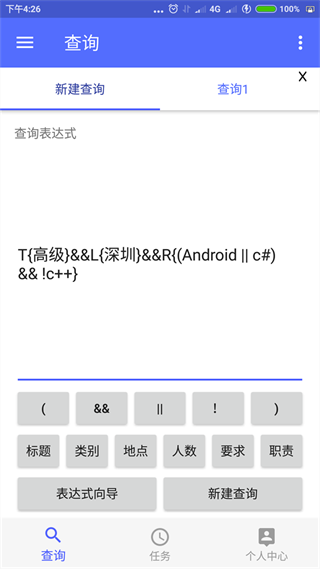 下午4:26
4G
100%
查询
X
新建查询
查询1
查询表达式
T{高级}&&L{深圳}&&R{(Android || c#)
&& !c++}
(
&&
||
!
)
标题
类别
地点
人数
要求
职责
表达式向导
新建查询
查询
任务
个人中心